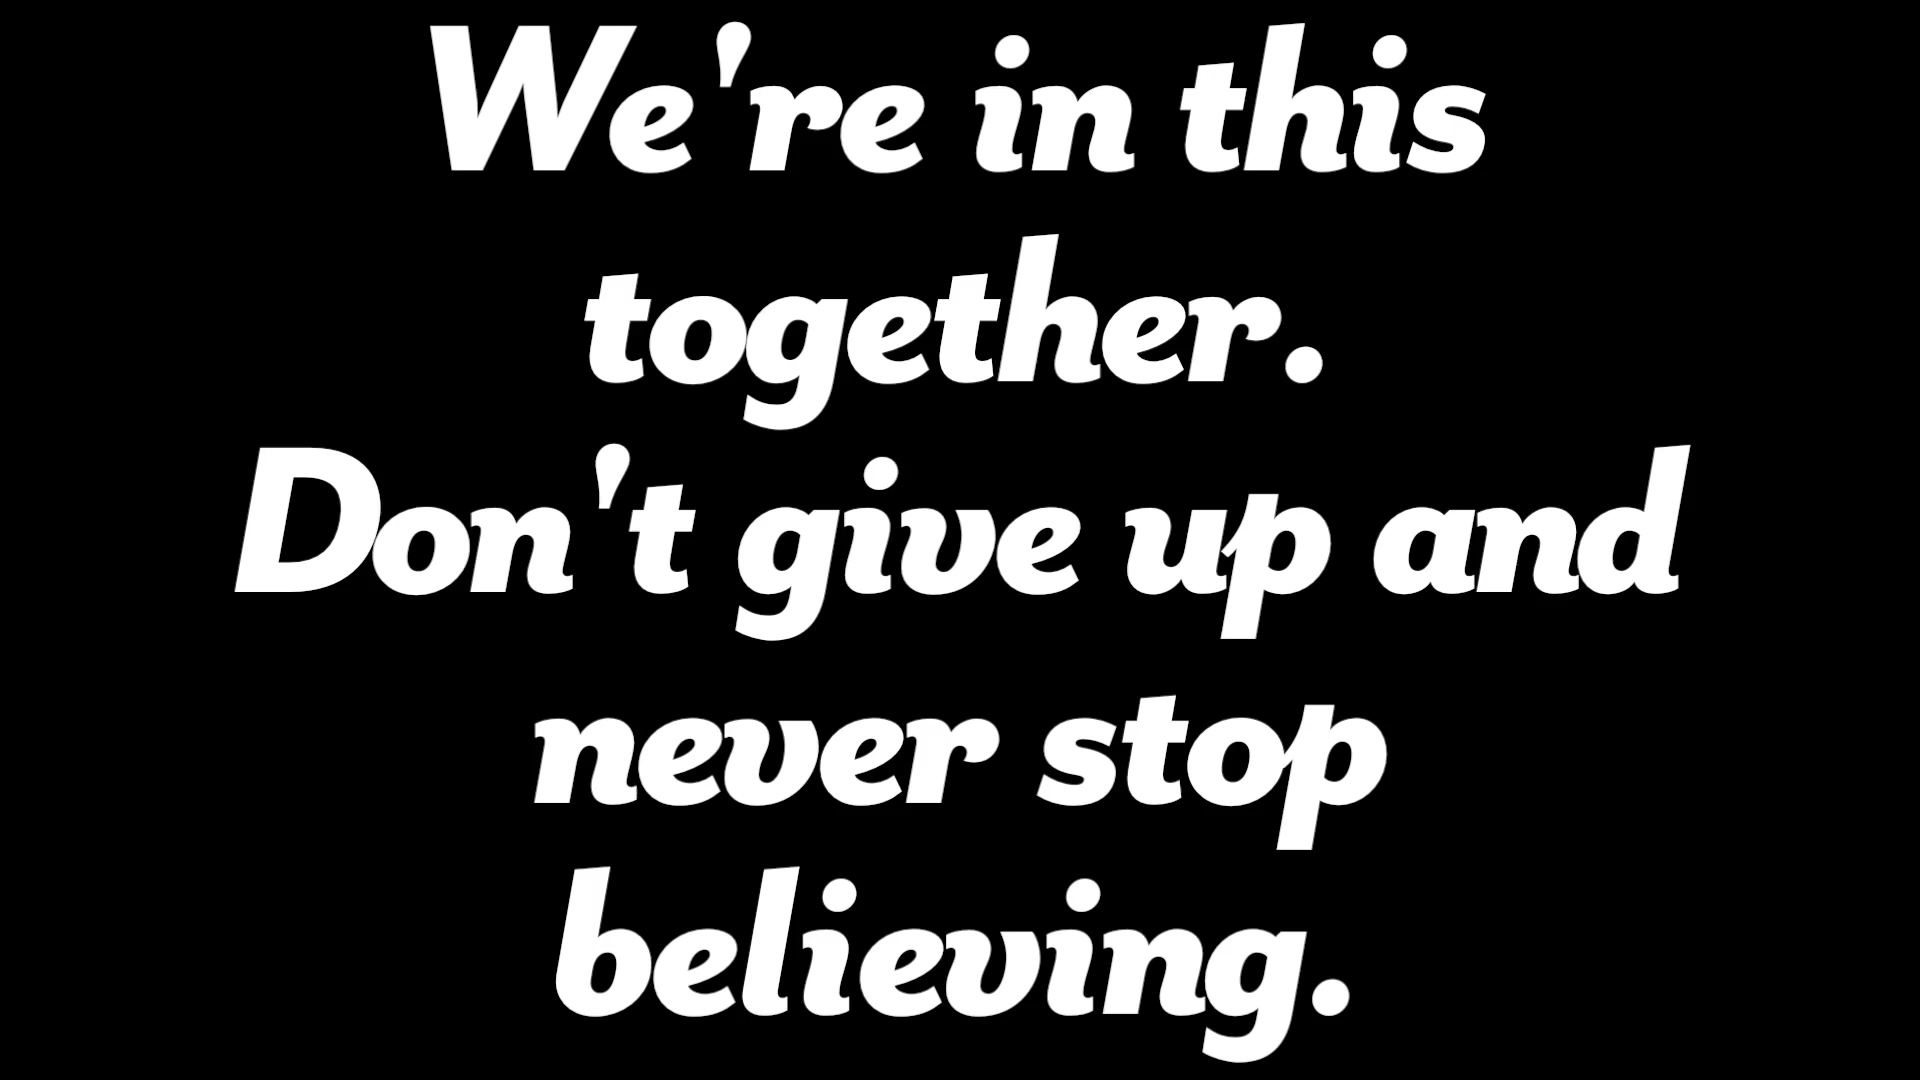 We're in this
together.
Don't give up and
never stop
believing.